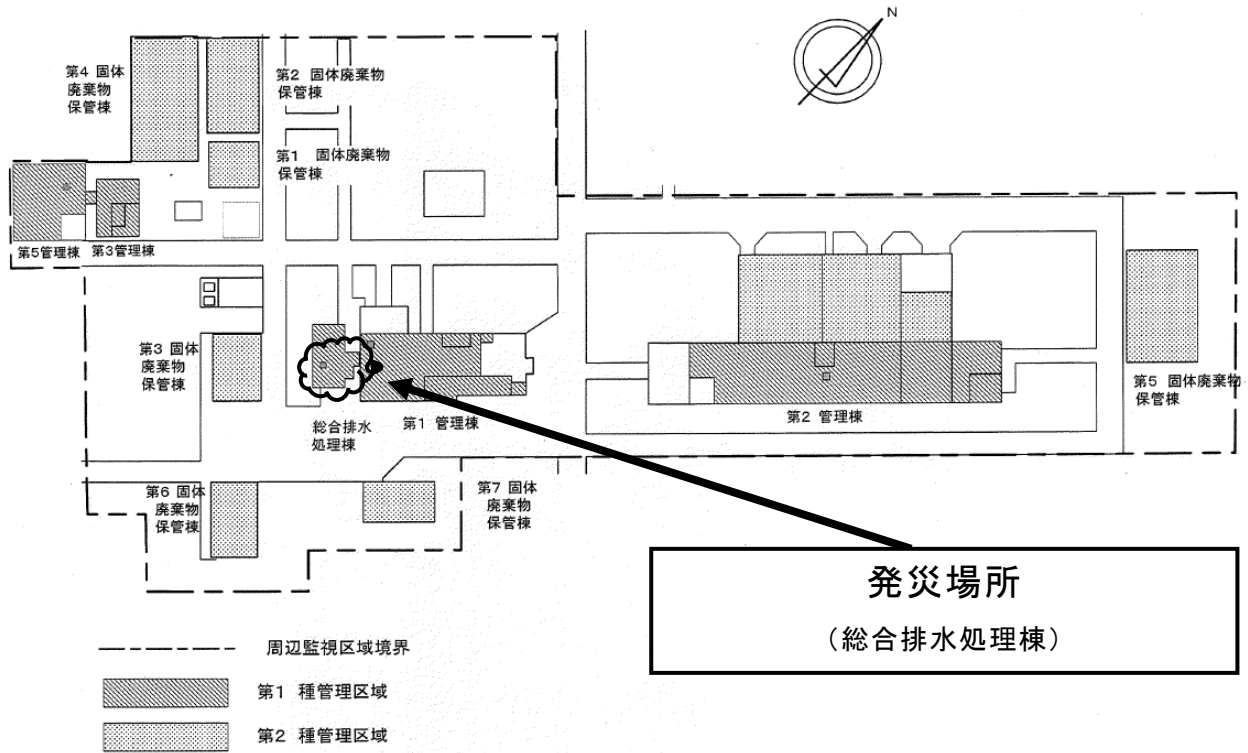 N
第4 固体
廃棄物
保管棟
第2 固体廃棄物
保管棟
第1 固体廃棄物
保管棟
第5管理棟
第3管理棟
第3 固体
廃棄物
保管棟
総合排水
処理棟
第1 管理棟
第2 管理棟
第5 固体廃棄物
保管棟
第6 固体
廃棄物
保管棟
第7 固体
廃棄物
保管棟
発災場所
（総合排水処理棟）
周辺監視区域境界
第1 種管理区域
第2 種管理区域